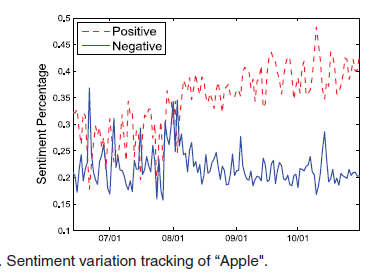 0.5
0.45
0.4
0.35
0.3
0.25
0.2
0.15
0.1
Sentiment Percentage
Positive
Negative
07/01 08/01 09/01 10/01
. Sentiment variation tracking of “Apple".